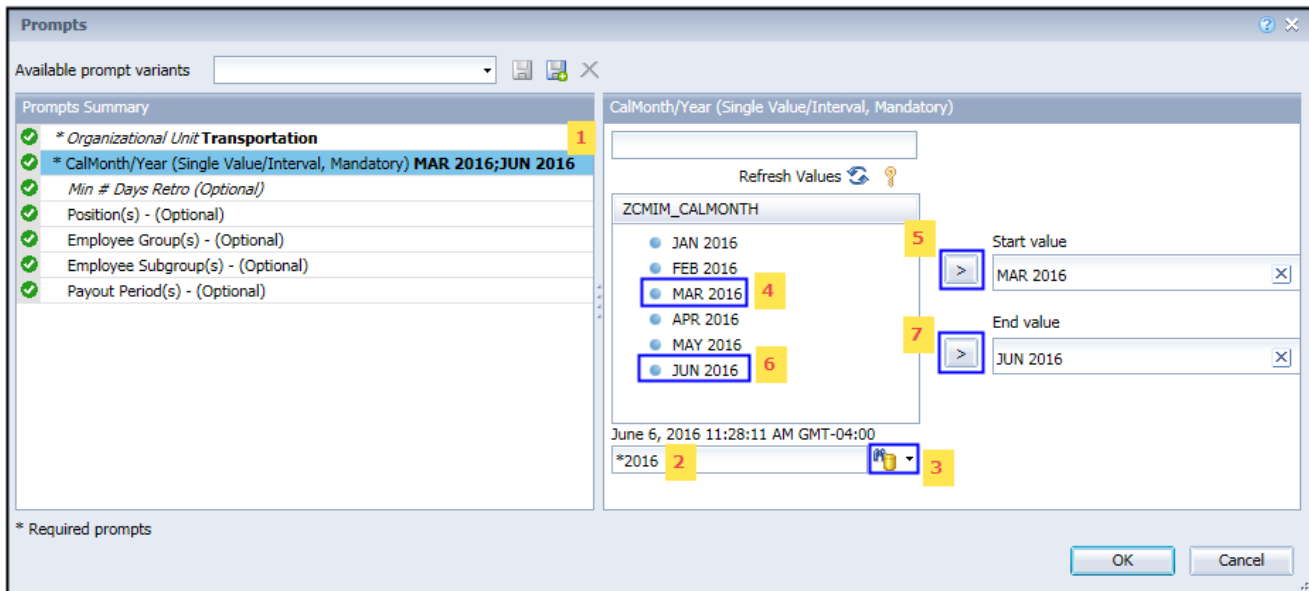 Prompts
Available prompt variants
Prompts Summary
* Organizational Unit Transportation 1
* CalMonth/Year (Single Value/Interval, Mandatory) MAR 2016;JUN 2016
Min # Days Retro (Optional)
Position(s) - (Optional)
Employee Group(s) - (Optional)
Employee Subgroup(s) - (Optional)
Payout Period(s) - (Optional)
* Required prompts
CalMonth/Year (Single Value/Interval, Mandatory)
Refresh Values
ZCMIM_CALMONTH
JAN 2016
FEB 2016
MAR 2016 4
APR 2016
MAY 2016
JUN 2016 6
June 6, 2016 11:28:11 AM GMT-04:00
*2016 2
3
5
Start value
>
MAR 2016
End value
7
>
JUN 2016
OK
Cancel